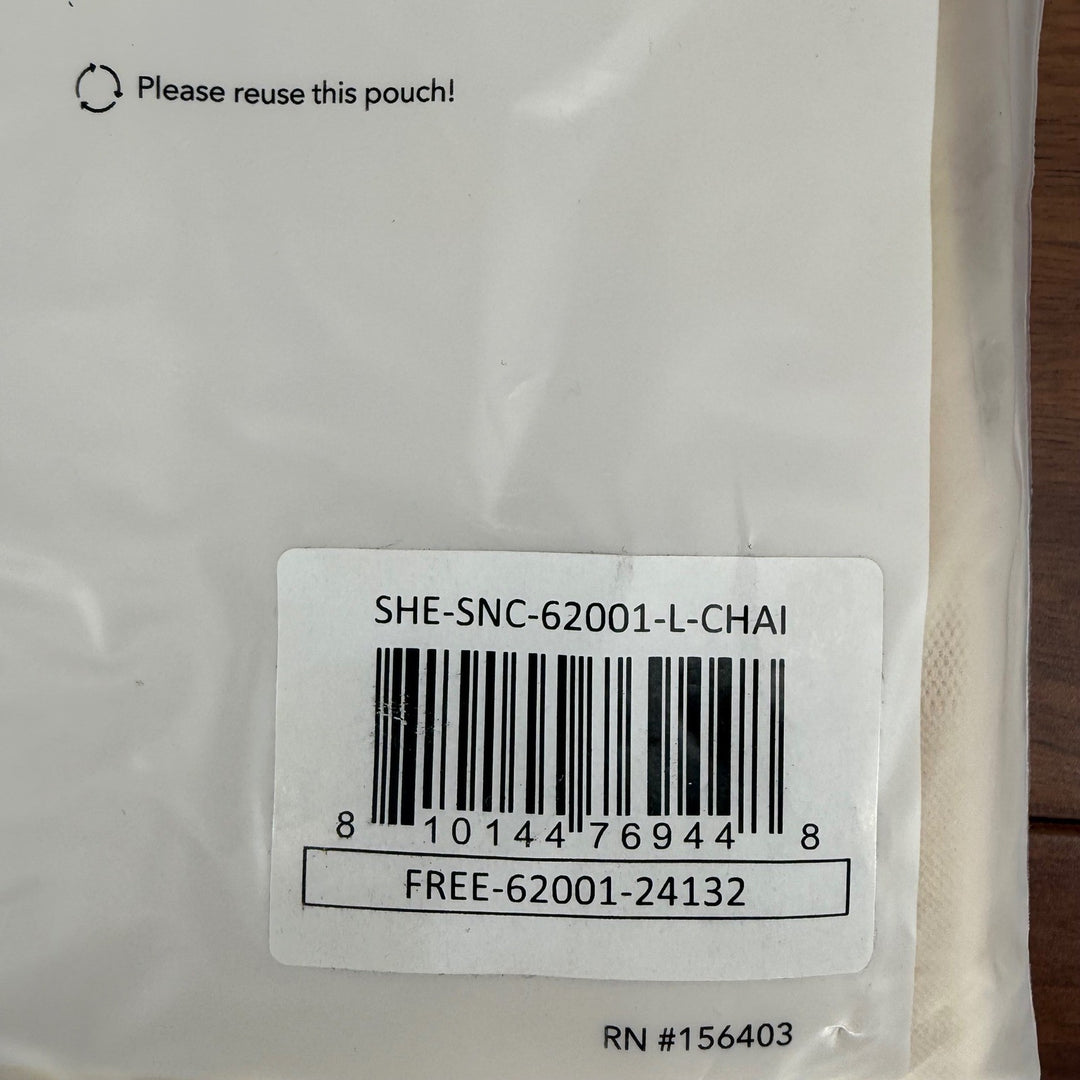 Please reuse this pouch!
SHE-SNC-62001-L-CHAI
8 10144 76944 8
FREE-62001-24132
RN #156403